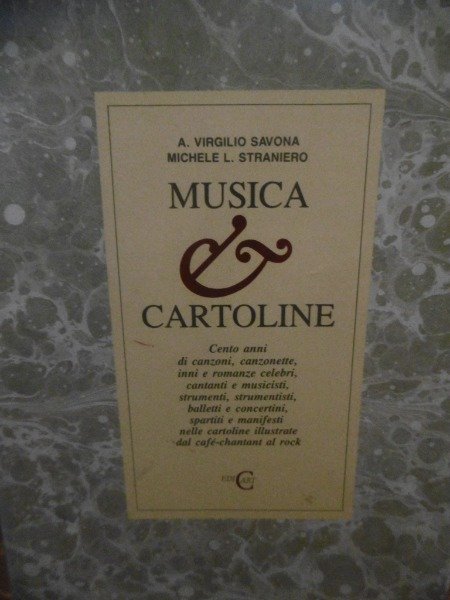 A. VIRGILIO SAVONA
MICHELE L. STRANIERO
MUSICA
&
CARTOLINE
Cento anni
di canzoni, canzonette,
inni e romanze celebri,
cantanti e musicisti,
strumenti, strumentisti,
balletti e concertini,
spartiti e manifesti
nelle cartoline illustrate
dal café-chantant al rock